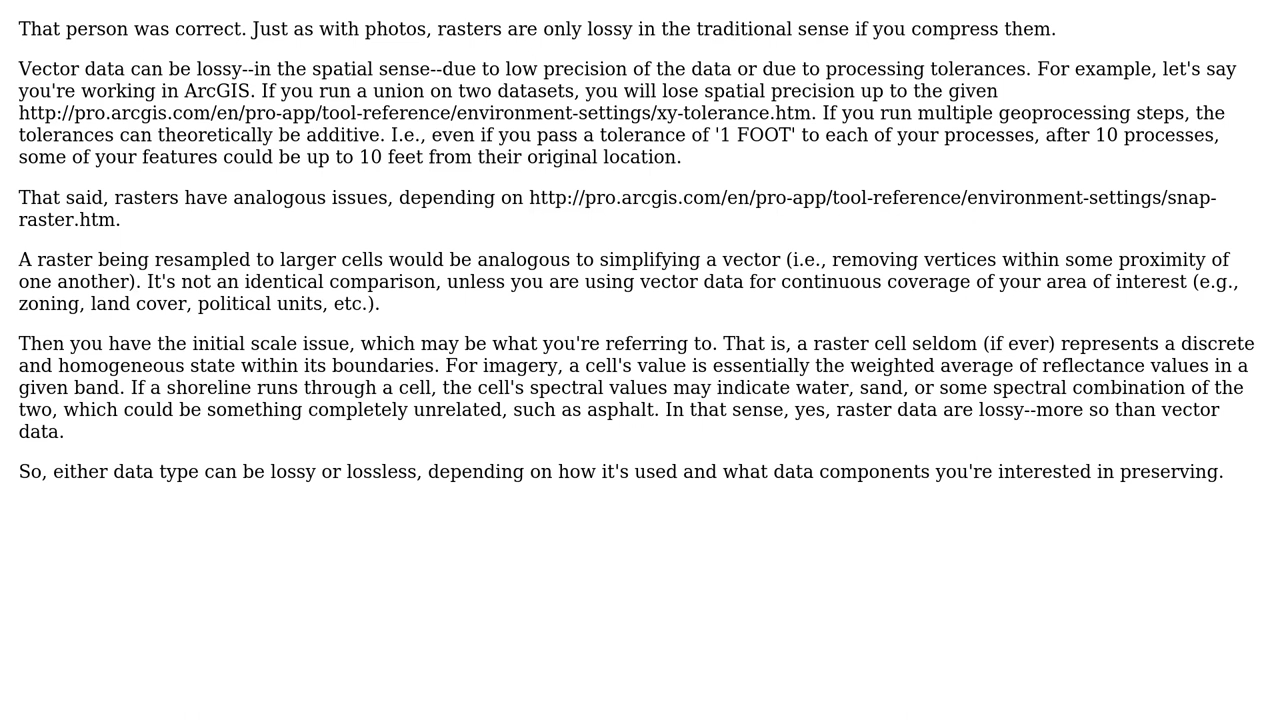 That person was correct. Just as with photos, rasters are only lossy in the traditional sense if you compress them.
Vector data can be lossy--in the spatial sense--due to low precision of the data or due to processing tolerances. For example, let's say
you're working in ArcGIS. If you run a union on two datasets, you will lose spatial precision up to the given
http://pro.arcgis.com/en/pro-app/tool-reference/environment-settings/xy-tolerance.htm. If you run multiple geoprocessing steps, the
tolerances can theoretically be additive. I.e., even if you pass a tolerance of '1 FOOT' to each of your processes, after 10 processes,
some of your features could be up to 10 feet from their original location.
That said, rasters have analogous issues, depending on http://pro.arcgis.com/en/pro-app/tool-reference/environment-settings/snap-
raster.htm.
A raster being resampled to larger cells would be analogous to simplifying a vector (i.e., removing vertices within some proximity of
one another). It's not an identical comparison, unless you are using vector data for continuous coverage of your area of interest (e.g.,
zoning, land cover, political units, etc.).
Then you have the initial scale issue, which may be what you're referring to. That is, a raster cell seldom (if ever) represents a discrete
and homogeneous state within its boundaries. For imagery, a cell's value is essentially the weighted average of reflectance values in a
given band. If a shoreline runs through a cell, the cell's spectral values may indicate water, sand, or some spectral combination of the
two, which could be something completely unrelated, such as asphalt. In that sense, yes, raster data are lossy--more so than vector
data.
So, either data type can be lossy or lossless, depending on how it's used and what data components you're interested in preserving.